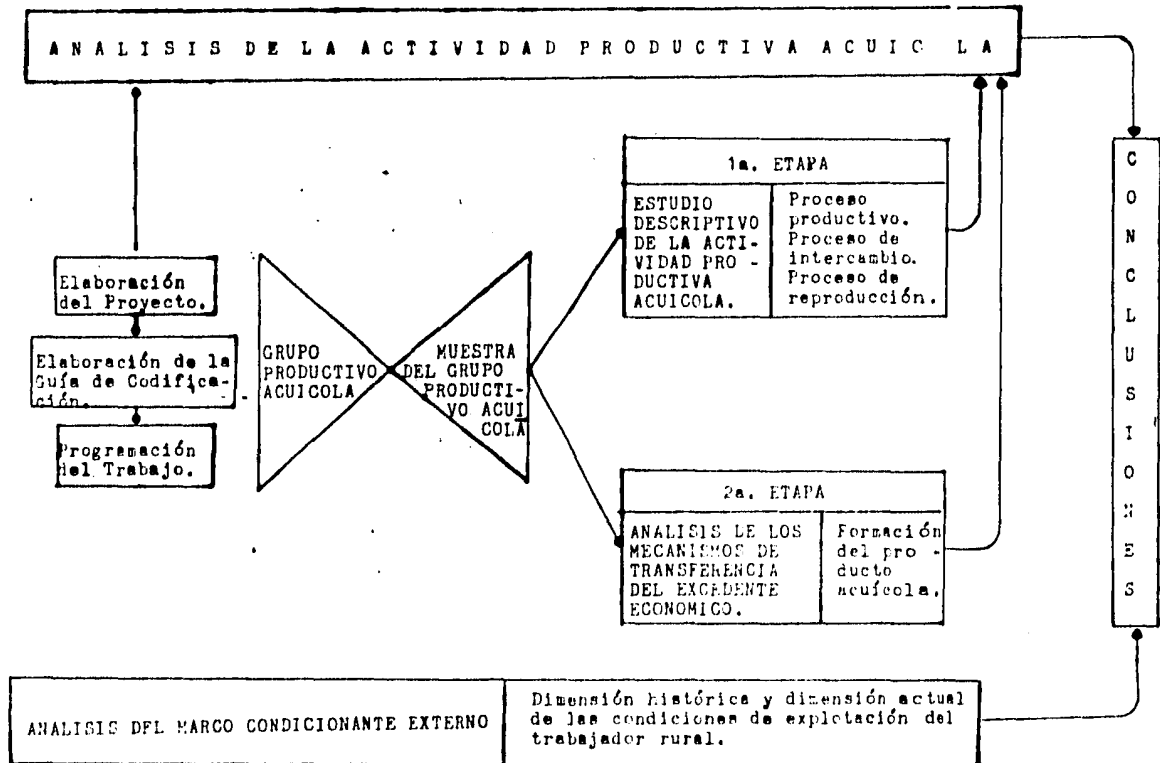 ANALISIS DE LA ACTIVIDAD PRODUCTIVA ACUIC LA
Elaboración
del Proyecto.
Elaboración de la
Guía de Codifica-
ción.
Programación
del Trabajo.
GRUPO
PRODUCTIVO
ACUICOLA
MUESTRA
DEL GRUPO
PRODUCTI-
VO ACUI
COLA
1a. ETAPA
ESTUDIO
DESCRIPTIVO
DE LA ACTI-
VIDAD PRO -
DUCTIVA
ACUICOLA.
Proceso
productivo.
Proceso de
intercambio.
Proceso de
reproducción.
2a. ETAPA
ANALISIS DE LOS
MECANISMOS DE
TRANSFERENCIA
DEL EXCEDENTE
ECONOMICO.
Formación
del pro -
ducto
acuícola.
CONCLUSIONES
ANALISIS DEL MARCO CONDICIONANTE EXTERNO
Dimensión histórica y dimensión actual
de las condiciones de explotación del
trabajador rural.